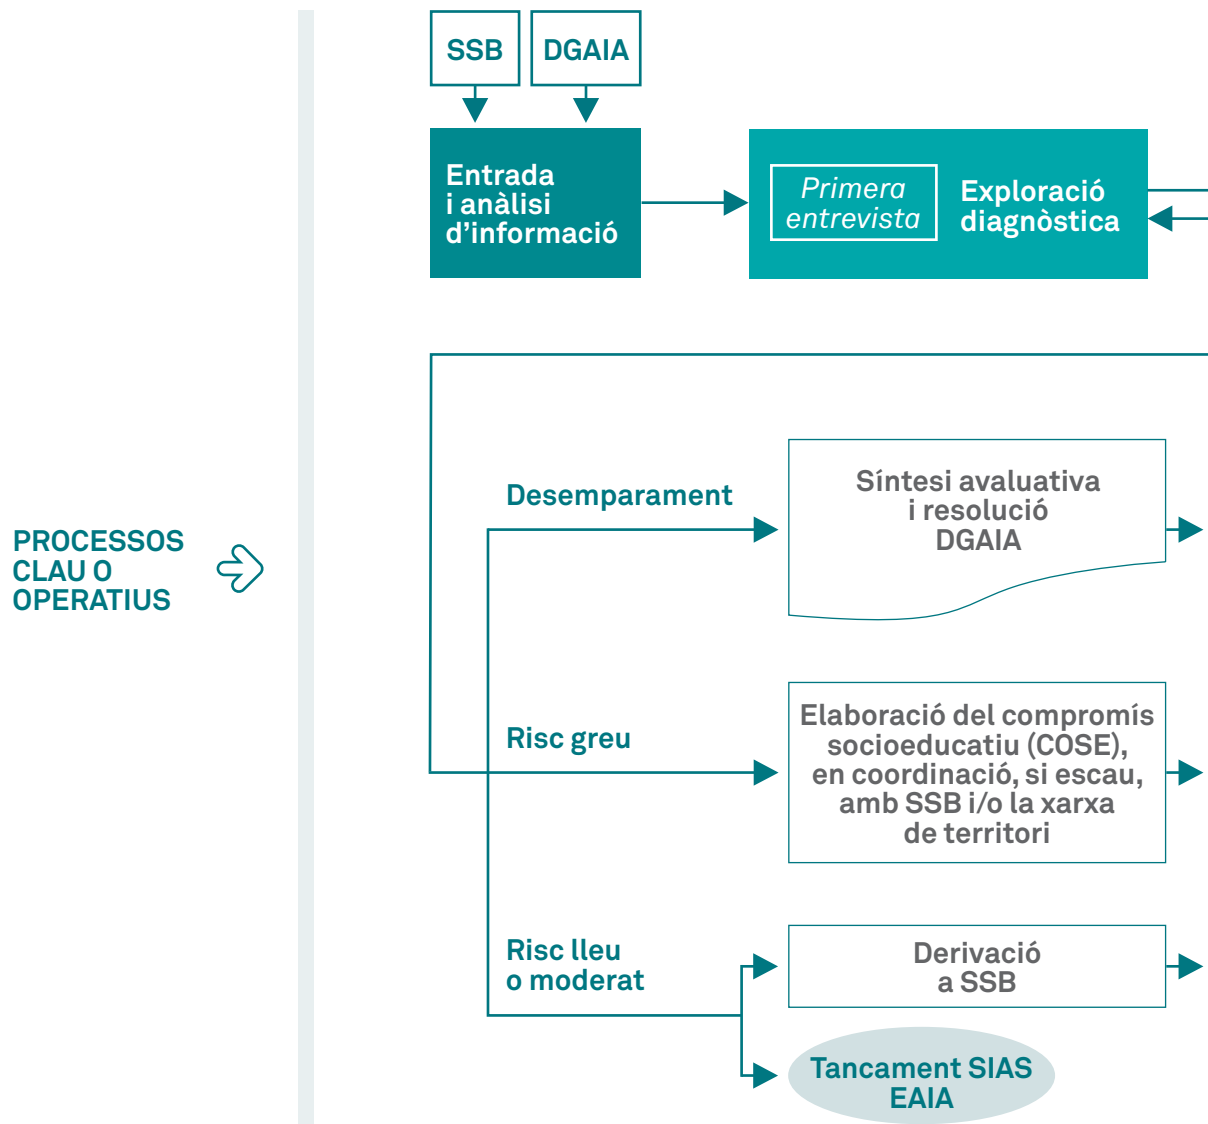 SSB
DGAIA
Entrada
i anàlisi
d’informació
Primera
entrevista
Exploració
diagnòstica
PROCESSOS
CLAU O
OPERATIUS
Desemparament
Síntesi avaluativa
i resolució
DGAIA
Risc greu
Elaboració del compromís
socioeducatiu (COSE),
en coordinació, si escau,
amb SSB i/o la xarxa
de territori
Risc lleu
o moderat
Derivació
a SSB
Tancament SIAS
EAIA